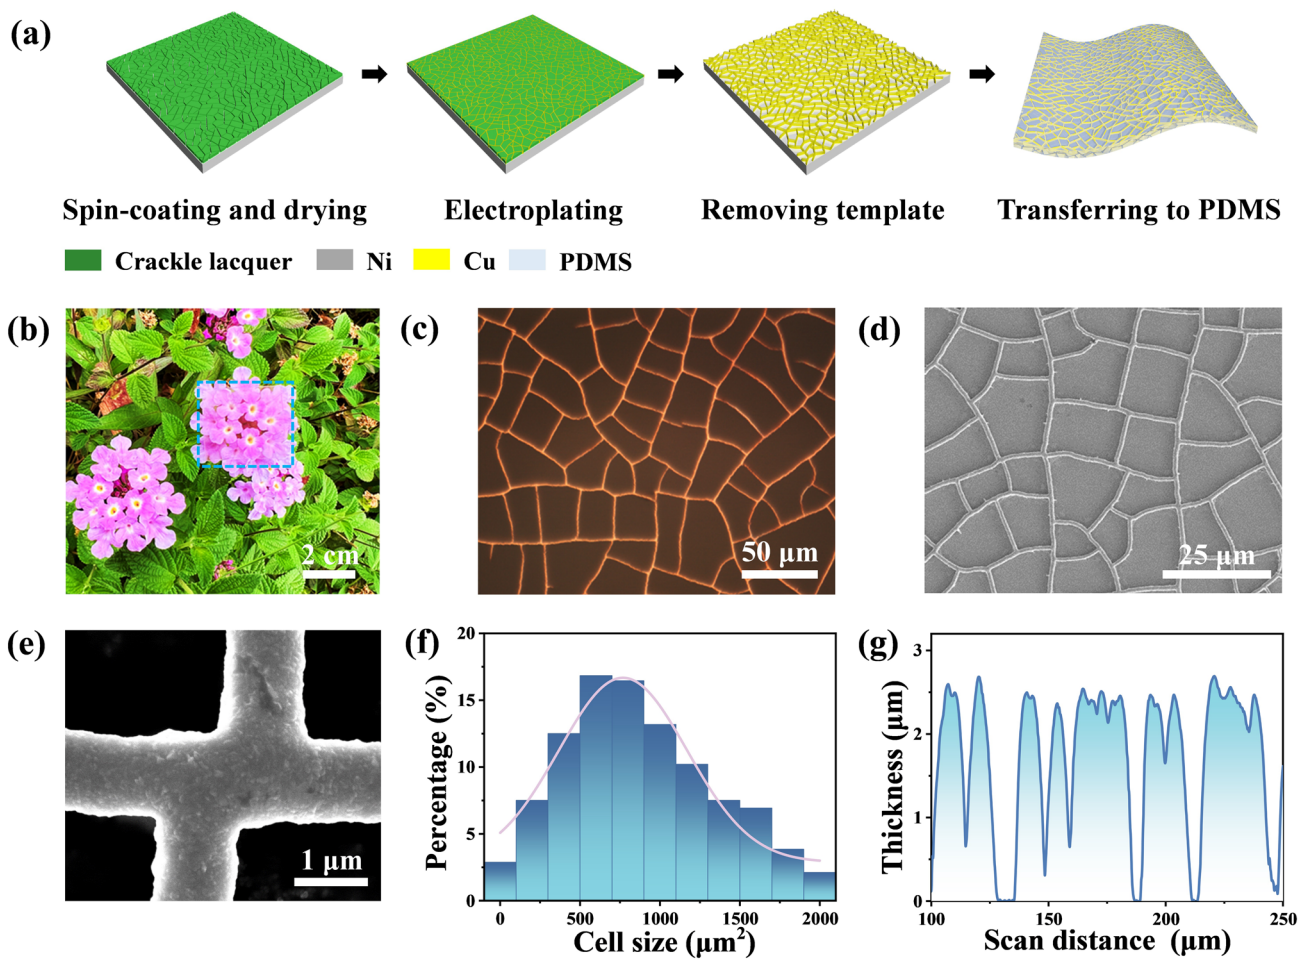 (a)
Spin-coating and drying Electroplating Removing template Transferring to PDMS
Crackle lacquer Ni Cu PDMS
(b) (c) (d)
2 cm 50 μm 25 μm
(e)
1 μm
(f)
20
15
10
5
0
Percentage (%)
0 500 1000 1500 2000
Cell size (μm²)
(g)
3
2
1
0
Thickness (μm)
100 150 200 250
Scan distance (μm)